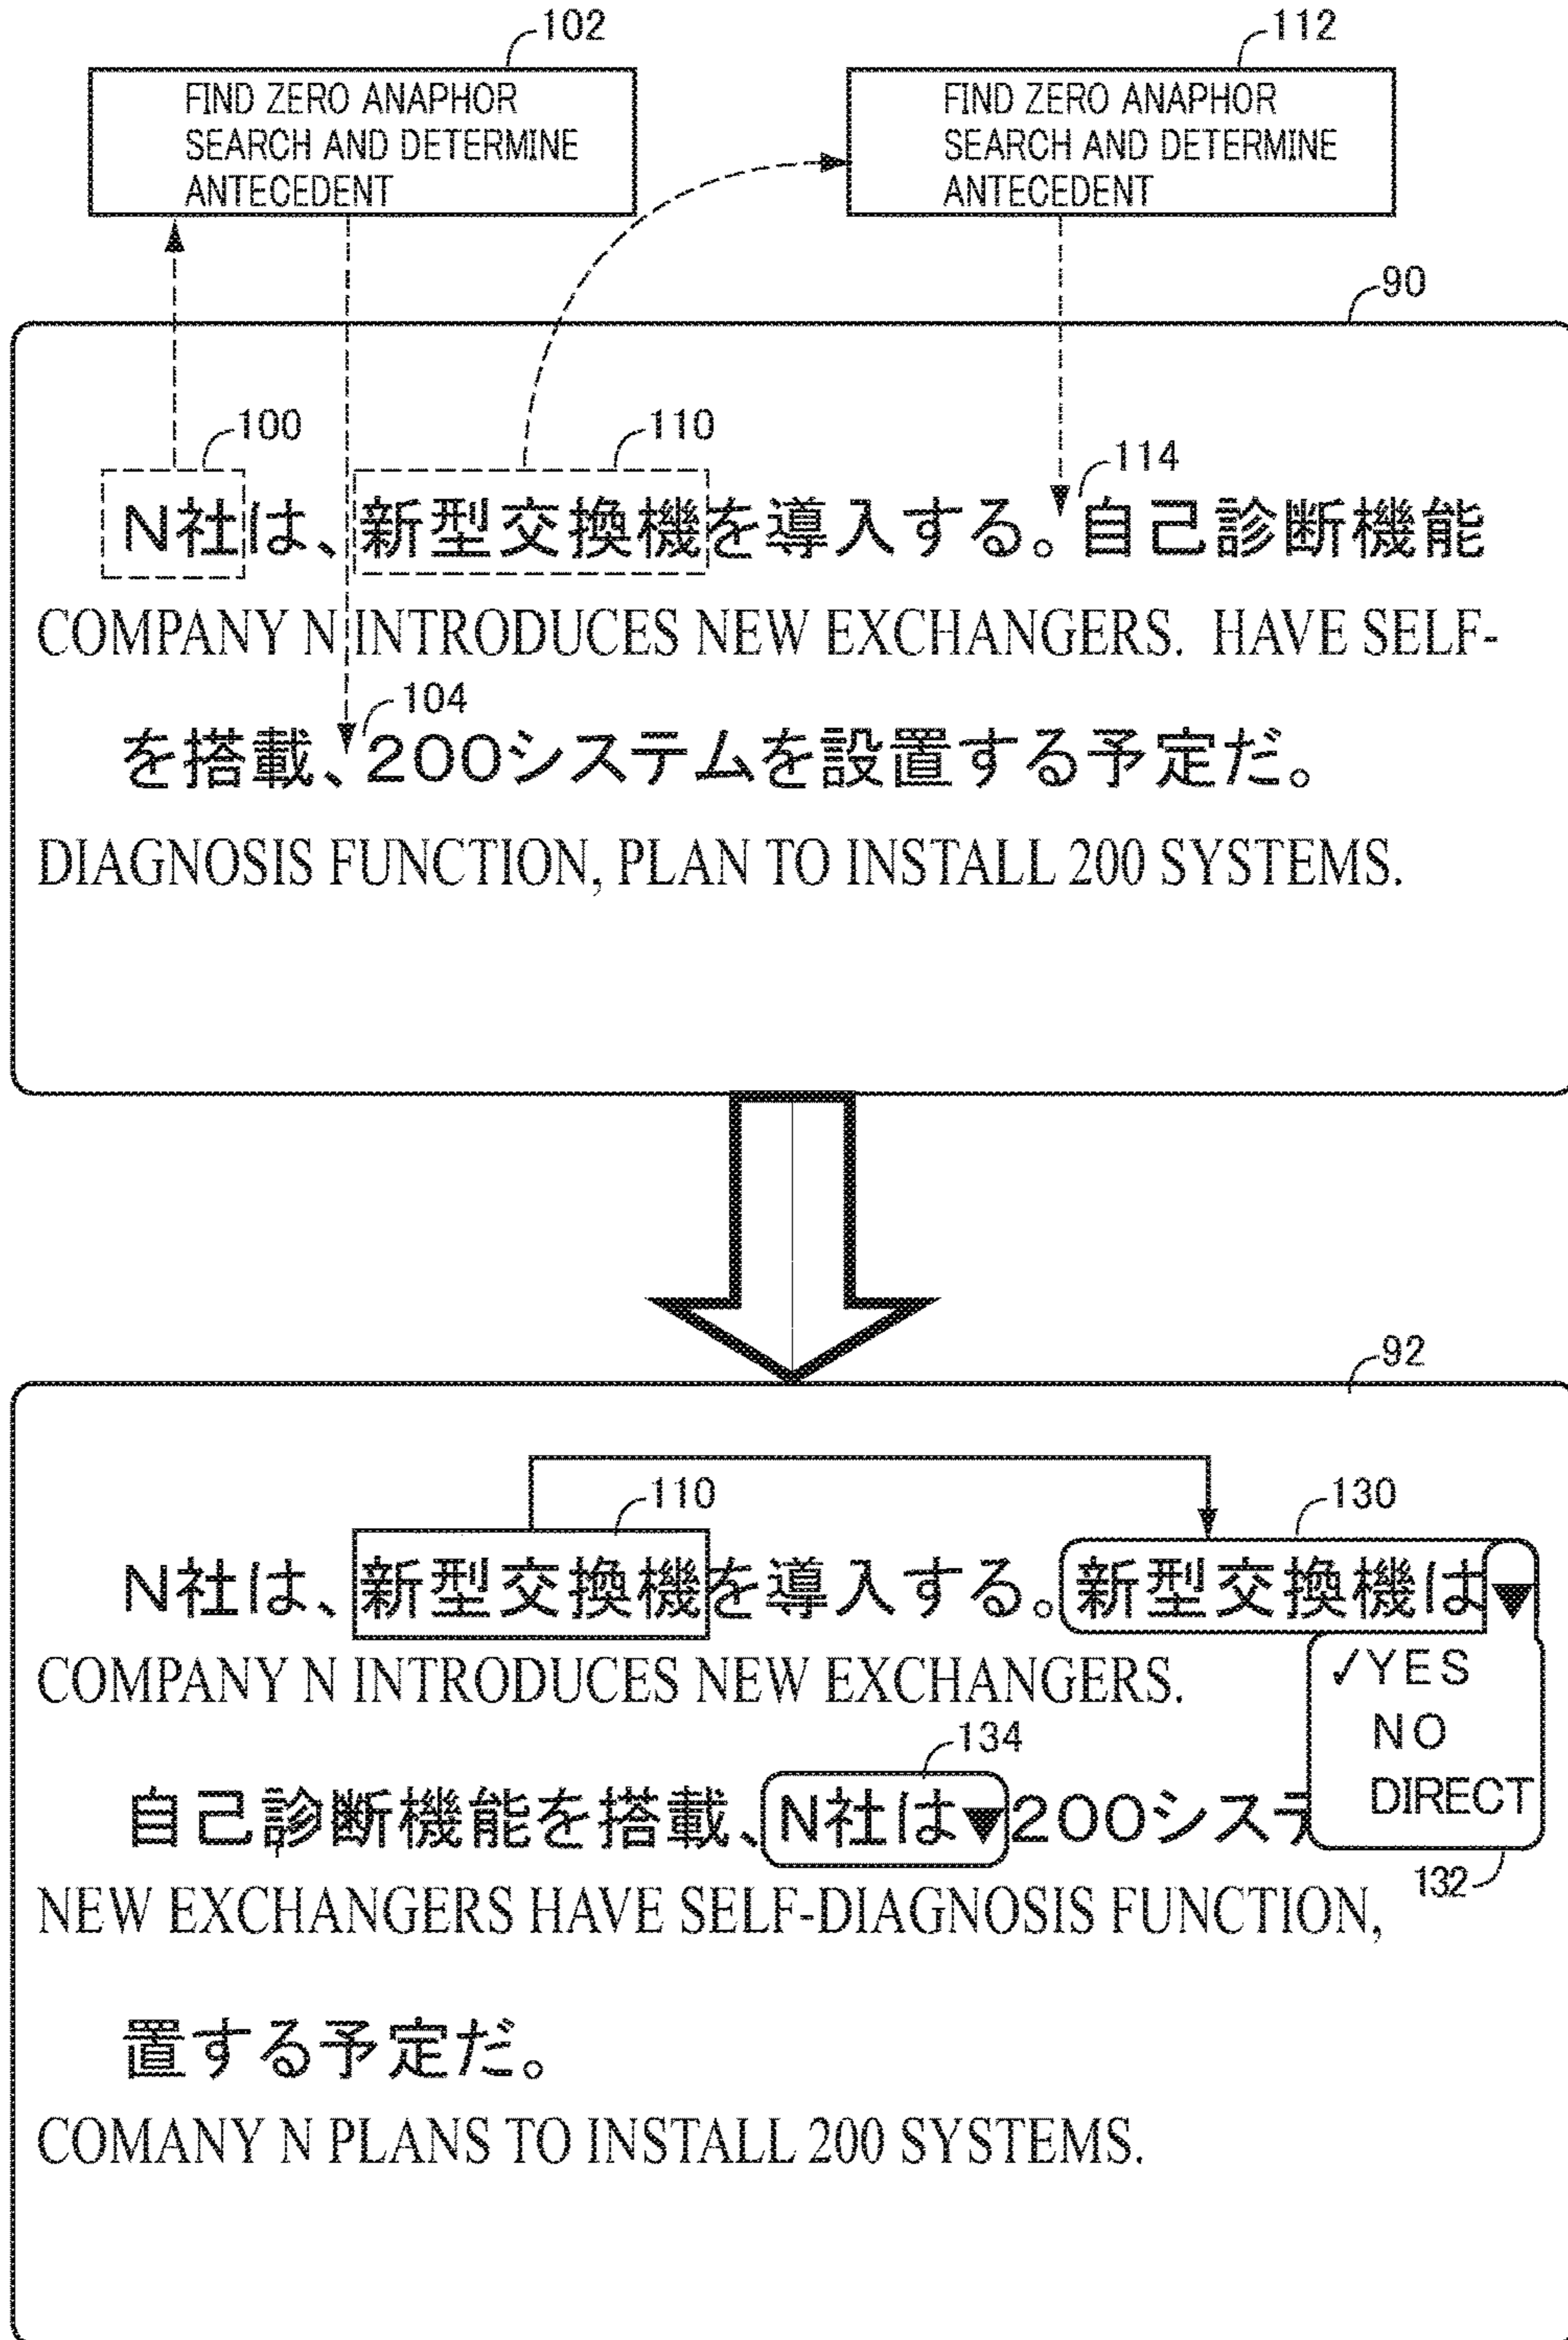 102
112
FIND ZERO ANAPHOR
SEARCH AND DETERMINE
ANTECEDENT
FIND ZERO ANAPHOR
SEARCH AND DETERMINE
ANTECEDENT
90
100
110
114
N社は、新型交換機を導入する。自己診断機能
COMPANY N INTRODUCES NEW EXCHANGERS. HAVE SELF-
104
を搭載、200システムを設置する予定だ。
DIAGNOSIS FUNCTION, PLAN TO INSTALL 200 SYSTEMS.
92
110
130
N社は、新型交換機を導入する。新型交換機は▼
COMPANY N INTRODUCES NEW EXCHANGERS.
✓YES
NO
DIRECT
132
134
自己診断機能を搭載、N社は▼200システ
NEW EXCHANGERS HAVE SELF-DIAGNOSIS FUNCTION,
置する予定だ。
COMANY N PLANS TO INSTALL 200 SYSTEMS.